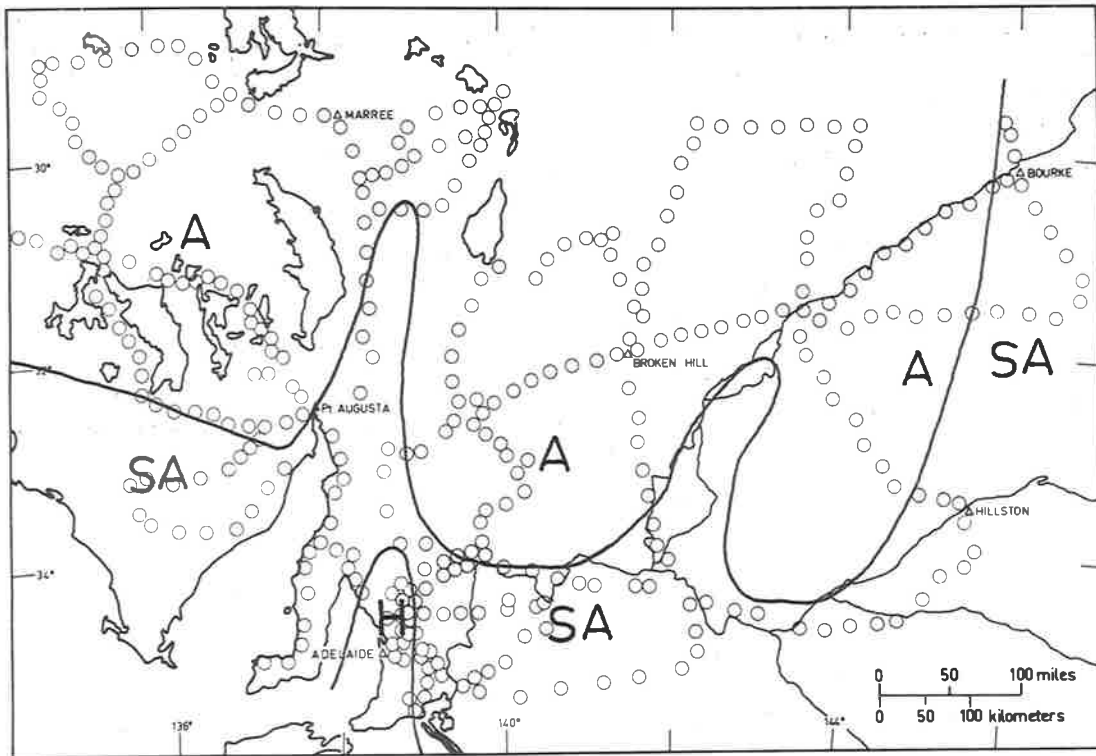 MARREE
30°
BOURKE
A
BROKEN HILL
A
SA
32°
Pt. AUGUSTA
SA
A
HILLSTON
34°
H
SA
ADELAIDE
0 50 100 miles
0 50 100 kilometers
136°
140°
144°